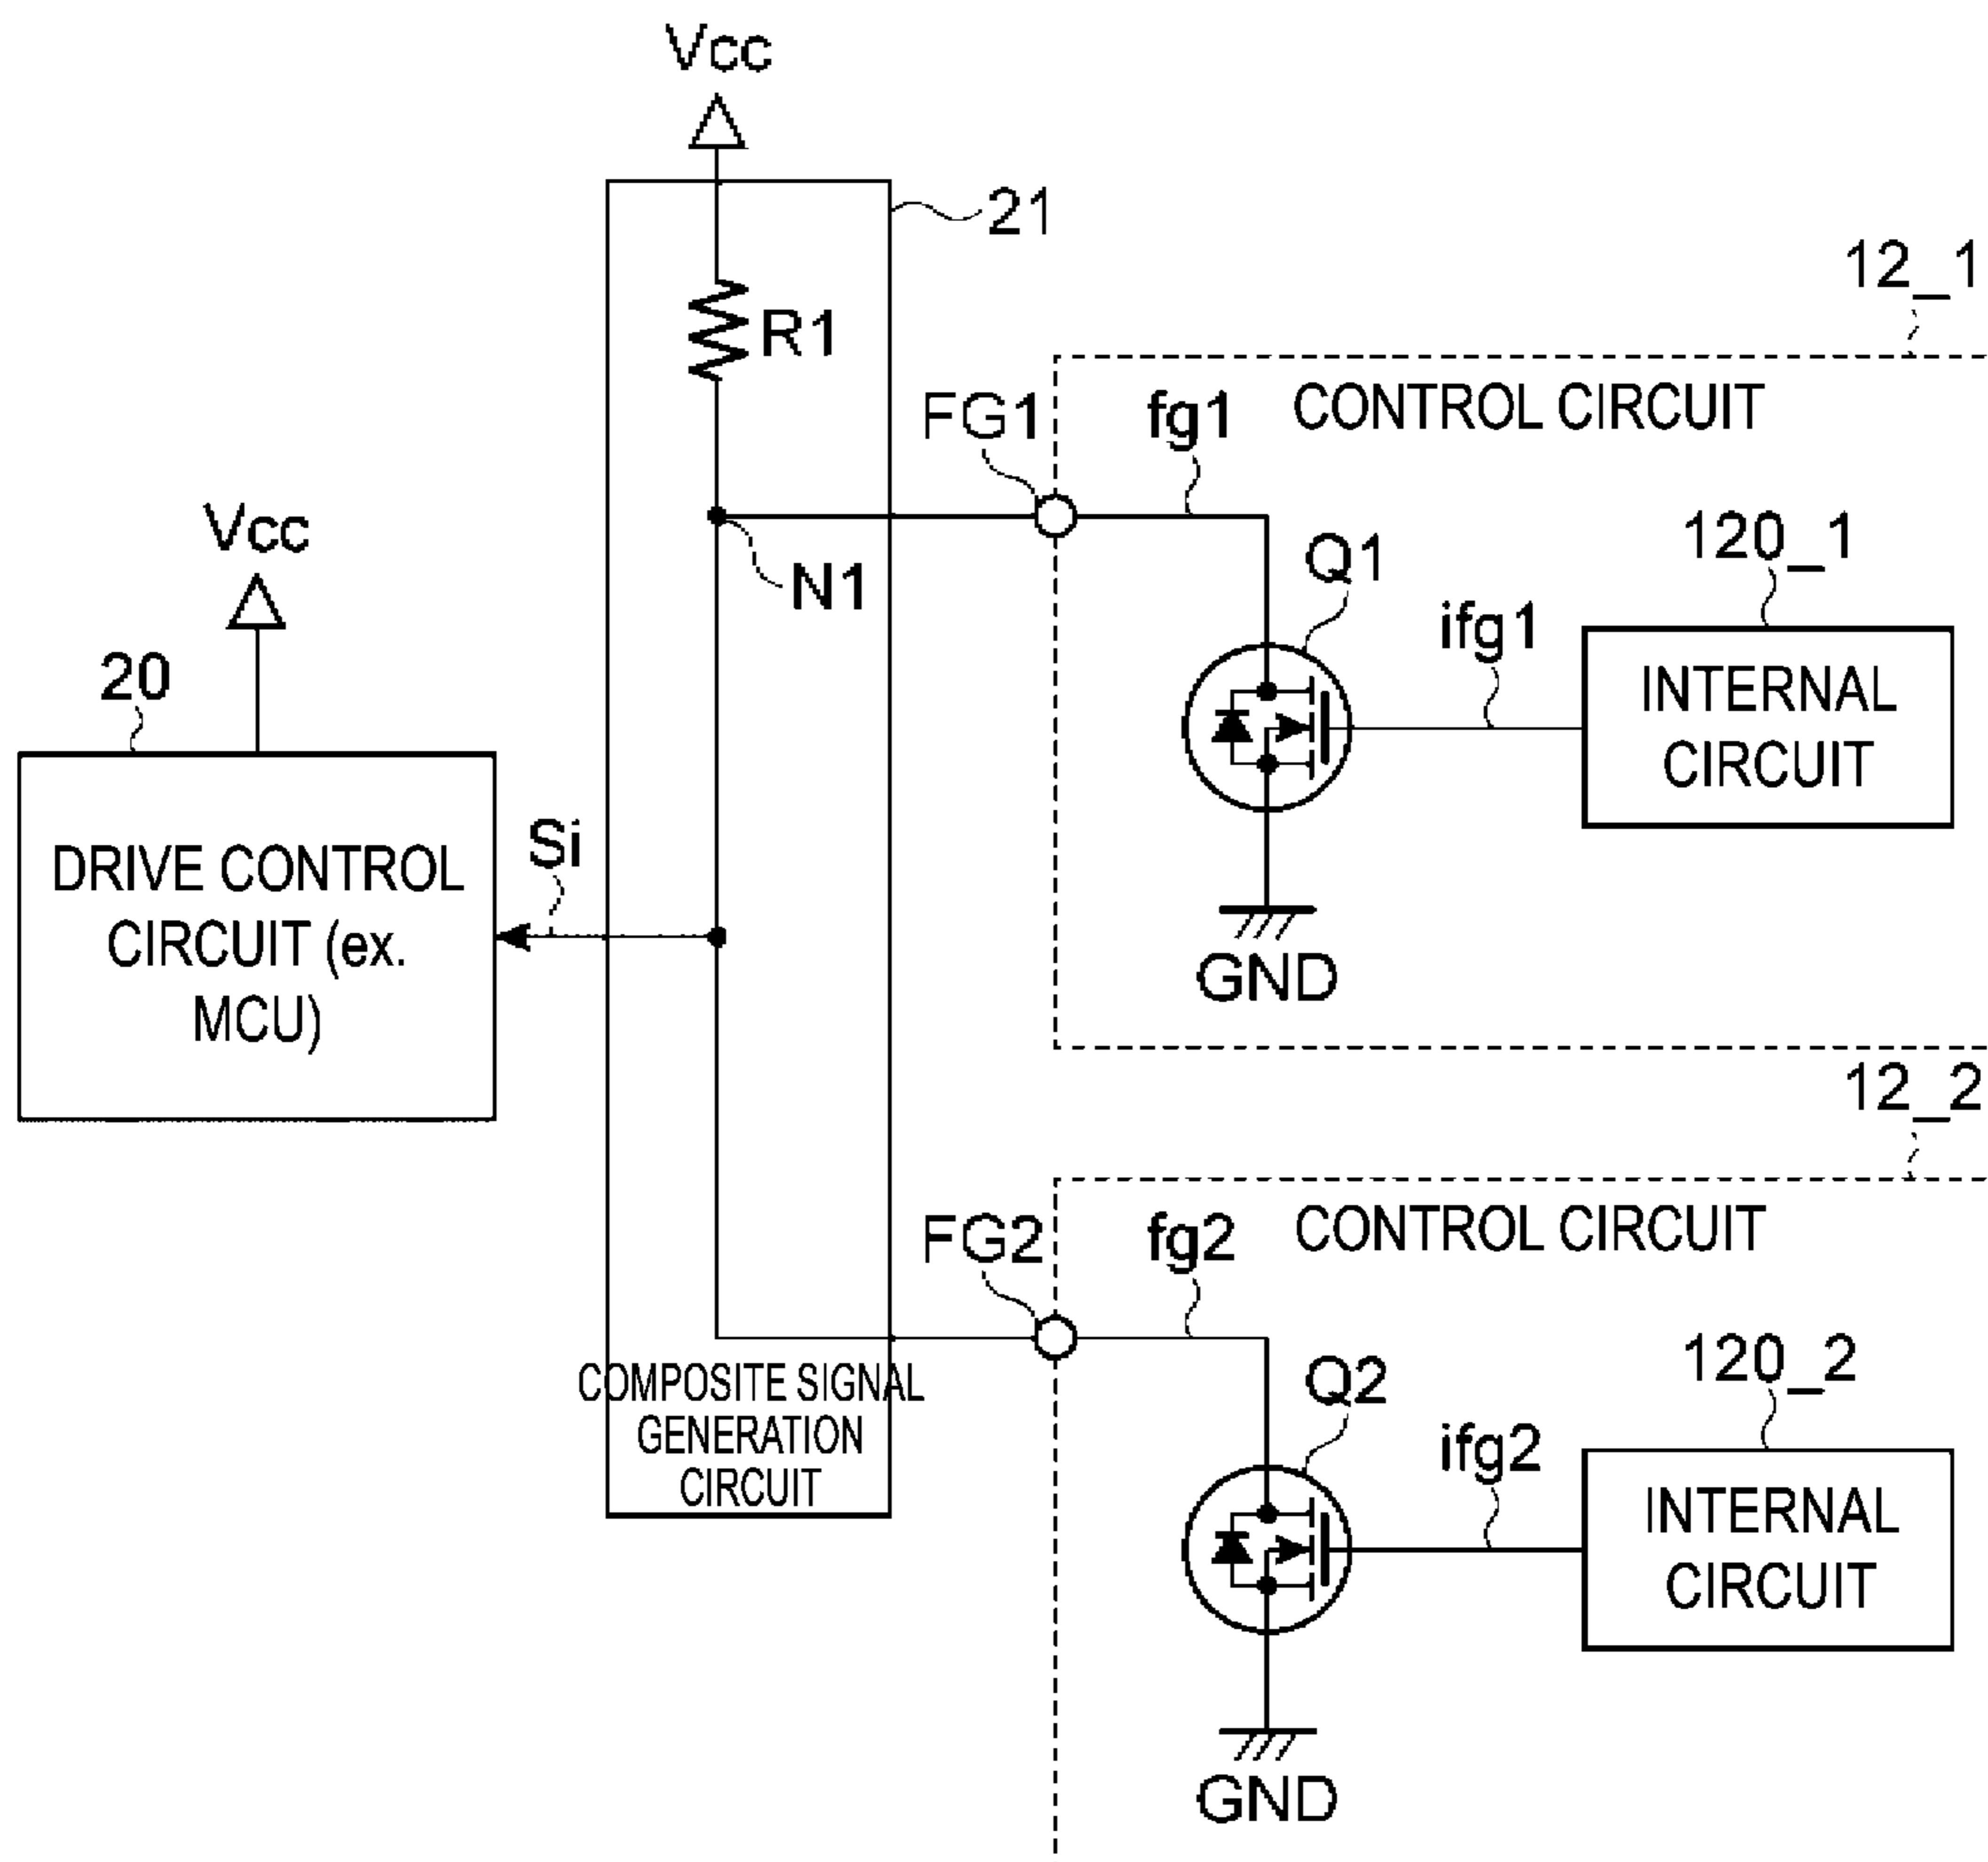 Vcc
21
12_1
R1
FG1
fg1
CONTROL CIRCUIT
Vcc
N1
Q1
120_1
ifg1
20
INTERNAL
CIRCUIT
Si
DRIVE CONTROL
CIRCUIT (ex.
MCU)
GND
12_2
FG2
fg2
CONTROL CIRCUIT
Q2
120_2
COMPOSITE SIGNAL
GENERATION
CIRCUIT
ifg2
INTERNAL
CIRCUIT
GND